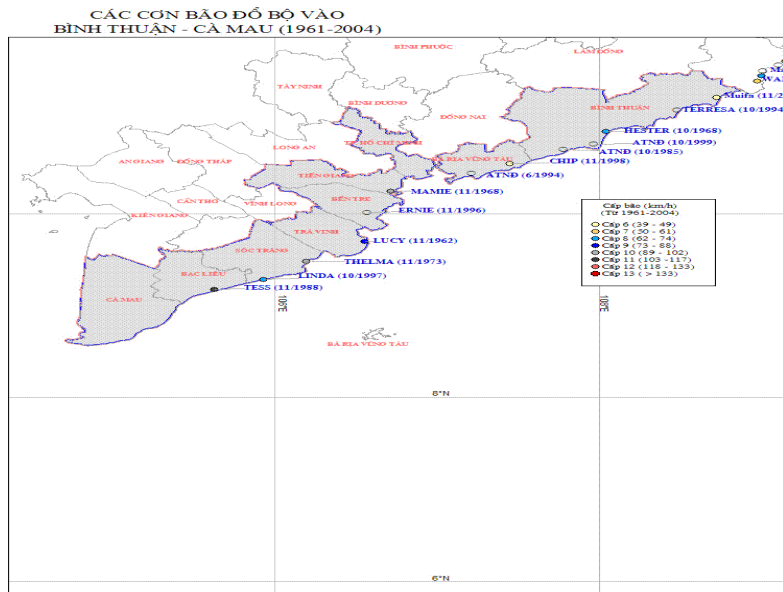 CÁC CƠN BÃO ĐỔ BỘ VÀO
BÌNH THUẬN - CÀ MAU (1961-2004)
BÌNH PHƯỚC
LÂM ĐỒNG
TÂY NINH
BÌNH DƯƠNG
ĐỒNG NAI
BÌNH THUẬN
Muifa (11/2
TERRESA (10/1994
HESTER (10/1968)
ATNĐ (10/1999)
ATNĐ (10/1985)
TP. HỒ CHÍ MINH
LONG AN
BÀ RỊA VŨNG TÀU
CHIP (11/1998)
AN GIANG
ĐỒNG THÁP
TIỀN GIANG
ATNĐ (6/1994)
MAMIE (11/1968)
BẾN TRE
CẦN THƠ
VĨNH LONG
KIÊN GIANG
ERNIE (11/1996)
TRÀ VINH
LUCY (11/1962)
SÓC TRĂNG
THELMA (11/1973)
BẠC LIÊU
LINDA (10/1997)
TESS (11/1988)
CÀ MAU
BÀ RỊA VŨNG TÀU
Cấp bão (km/h)
(Từ 1961-2004)
Cấp 6 (39 - 49)
Cấp 7 (50 - 61)
Cấp 8 (62 - 74)
Cấp 9 (73 - 88)
Cấp 10 (89 - 102)
Cấp 11 (103 -117)
Cấp 12 (118 - 133)
Cấp 13 ( > 133)
8°N
6°N